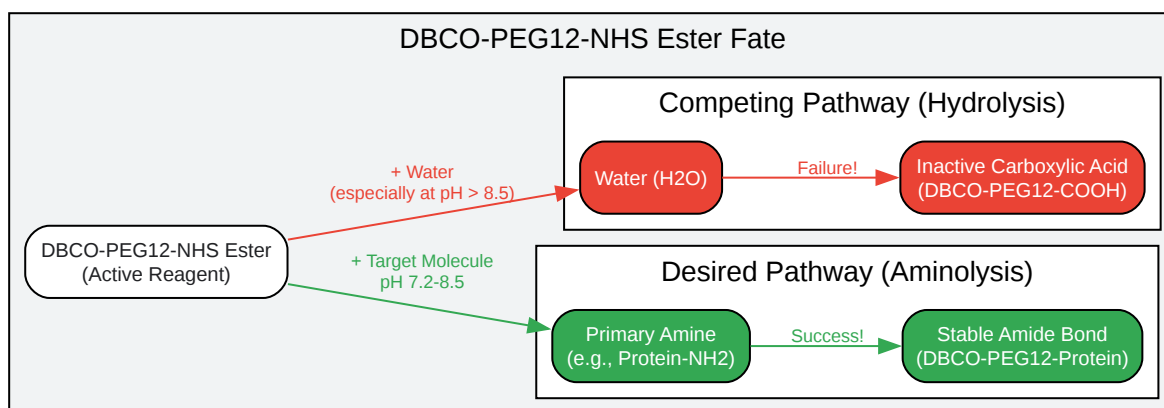 DBCO-PEG12-NHS Ester Fate
Competing Pathway (Hydrolysis)
+ Water
(especially at pH > 8.5)
Water (H2O)
Failure!
Inactive Carboxylic Acid
(DBCO-PEG12-COOH)
DBCO-PEG12-NHS Ester
(Active Reagent)
+ Target Molecule
pH 7.2-8.5
Desired Pathway (Aminolysis)
Primary Amine
(e.g., Protein-NH2)
Success!
Stable Amide Bond
(DBCO-PEG12-Protein)